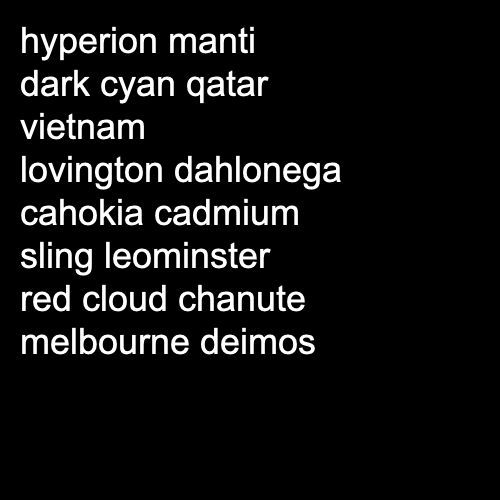 hyperion manti
dark cyan qatar
vietnam
lovington dahlonega
cahokia cadmium
sling leominster
red cloud chanute
melbourne deimos